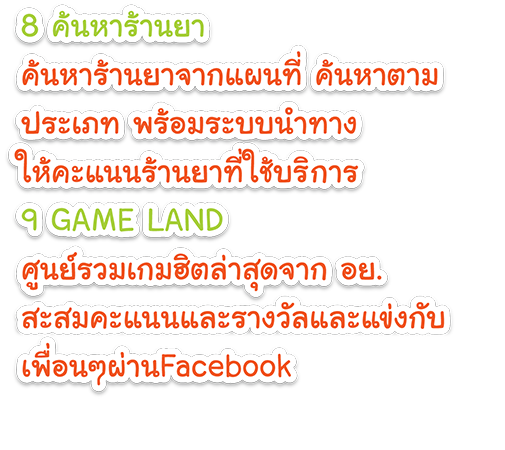 8 ค้นหาร้านยา
ค้นหาร้านยาจากแผนที่ ค้นหาตาม
ประเภท พร้อมระบบนำทาง
ให้คะแนนร้านยาที่ใช้บริการ
9 GAME LAND
ศูนย์รวมเกมฮิตล่าสุดจาก อย.
สะสมคะแนนและรางวัลและแข่งกับ
เพื่อนๆผ่านFacebook